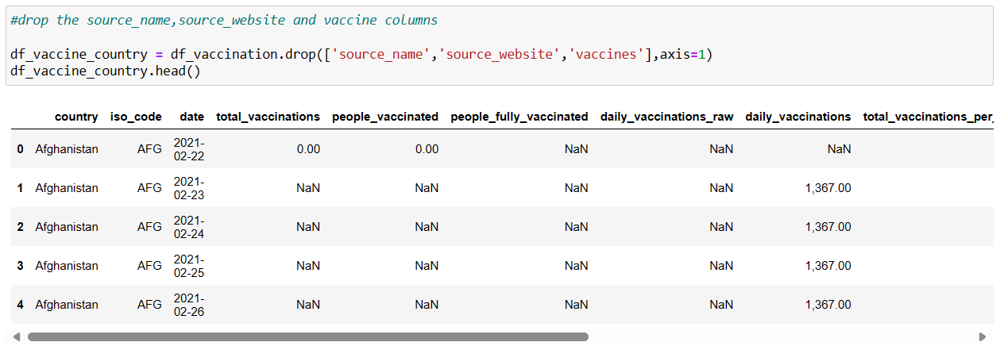 #drop the source_name,source_website and vaccine columns
df_vaccine_country = df_vaccination.drop(['source_name','source_website','vaccines'],axis=1)
df_vaccine_country.head()
country iso_code date total_vaccinations people_vaccinated people_fully_vaccinated daily_vaccinations_raw daily_vaccinations total_vaccinations_per_
0 Afghanistan AFG 2021-02-22 0.00 0.00 NaN NaN NaN
1 Afghanistan AFG 2021-02-23 NaN NaN NaN NaN 1,367.00
2 Afghanistan AFG 2021-02-24 NaN NaN NaN NaN 1,367.00
3 Afghanistan AFG 2021-02-25 NaN NaN NaN NaN 1,367.00
4 Afghanistan AFG 2021-02-26 NaN NaN NaN NaN 1,367.00